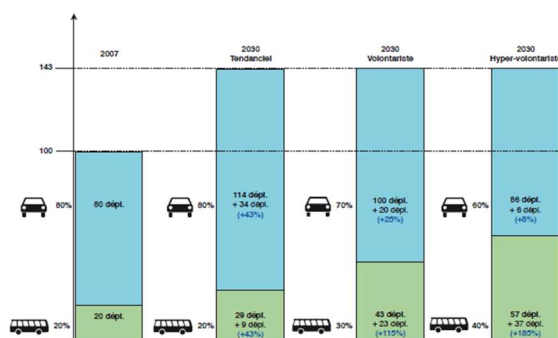 2007
2030
Tendanciel
2030
Volontariste
2030
Hyper-volontariste
143
100
80%
80 dépl.
80%
114 dépl.
+ 34 dépl.
(+43%)
70%
100 dépl.
+ 20 dépl.
(+25%)
60%
86 dépl.
+ 6 dépl.
(+8%)
20%
20 dépl.
20%
29 dépl.
+ 9 dépl.
(+43%)
30%
43 dépl.
+ 23 dépl.
(+115%)
40%
57 dépl.
+ 37 dépl.
(+185%)